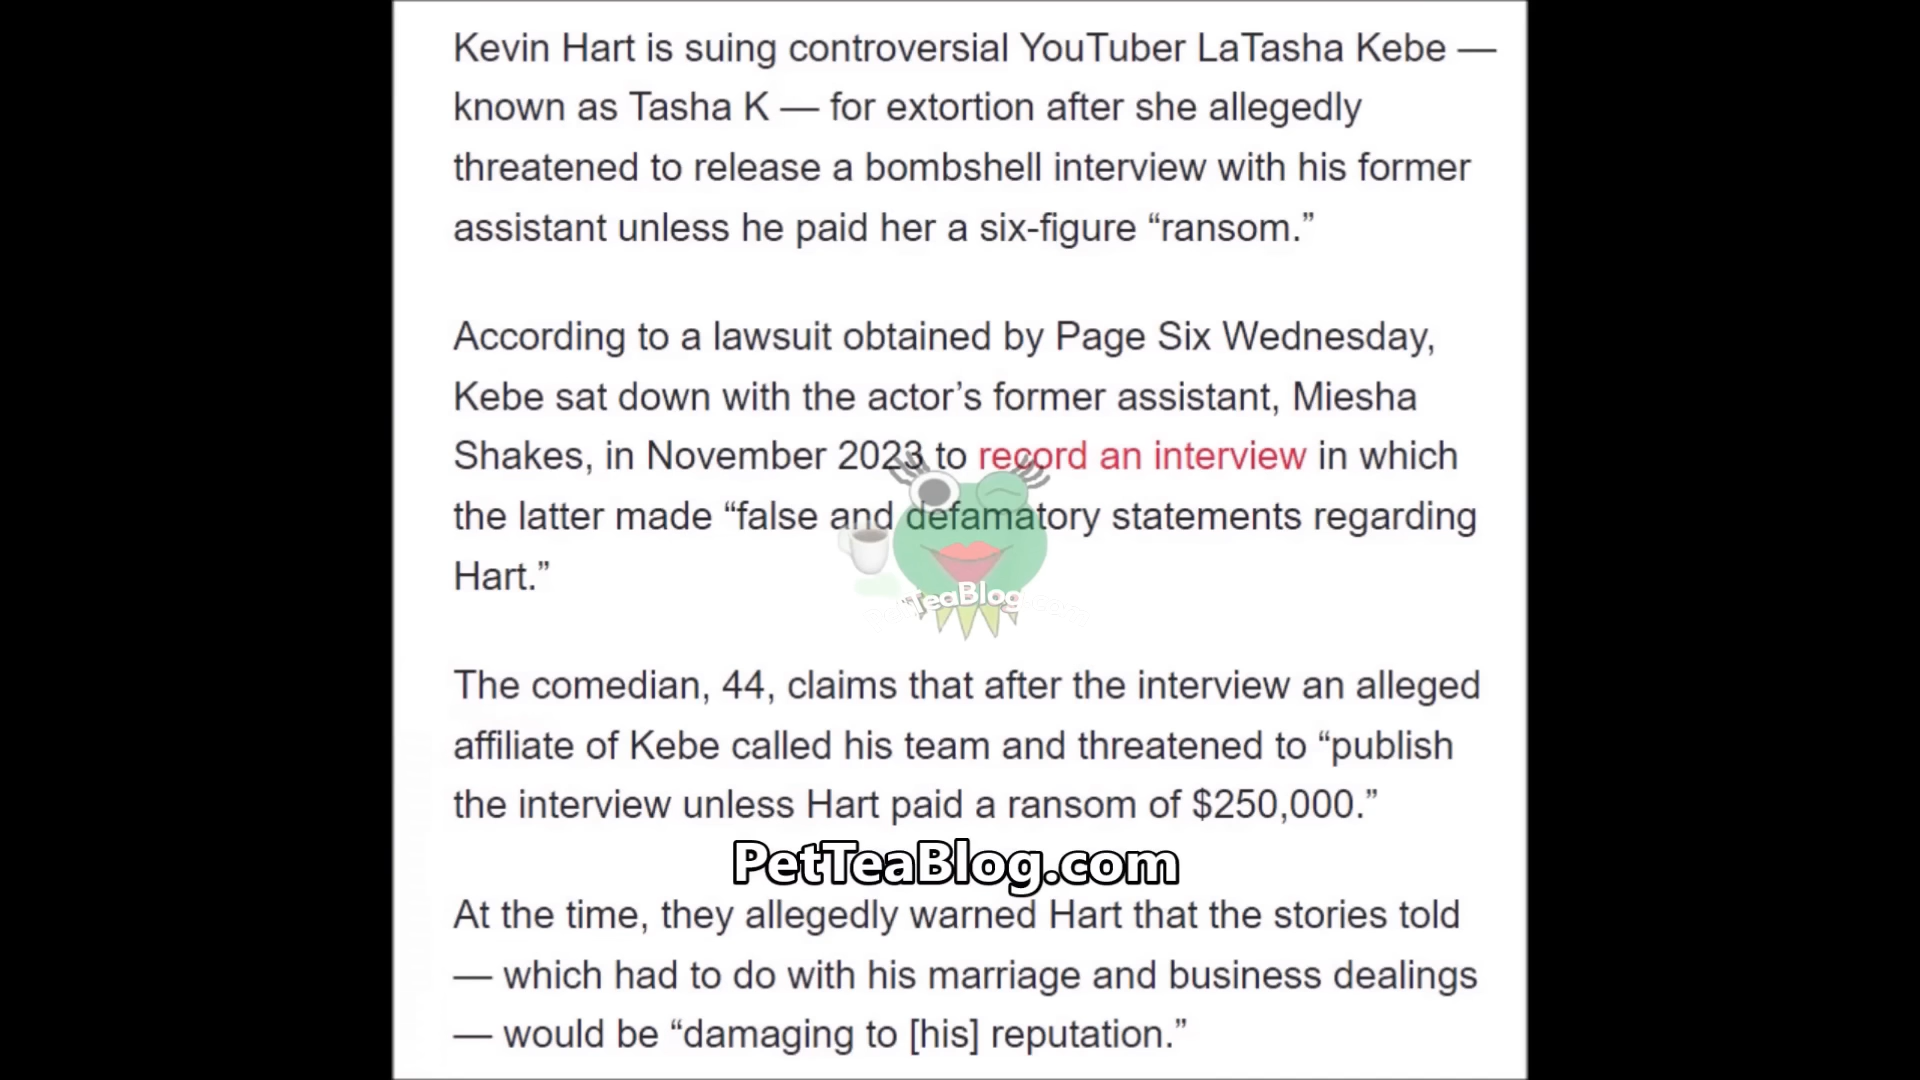 Kevin Hart is suing controversial YouTuber LaTasha Kebe —
known as Tasha K — for extortion after she allegedly
threatened to release a bombshell interview with his former
assistant unless he paid her a six-figure “ransom.”
According to a lawsuit obtained by Page Six Wednesday,
Kebe sat down with the actor’s former assistant, Miesha
Shakes, in November 2023 to record an interview in which
the latter made “false and defamatory statements regarding
Hart.”
PetTeaBlog.com
The comedian, 44, claims that after the interview an alleged
affiliate of Kebe called his team and threatened to “publish
the interview unless Hart paid a ransom of $250,000.”
PetTeaBlog.com
At the time, they allegedly warned Hart that the stories told
— which had to do with his marriage and business dealings
— would be “damaging to [his] reputation.”